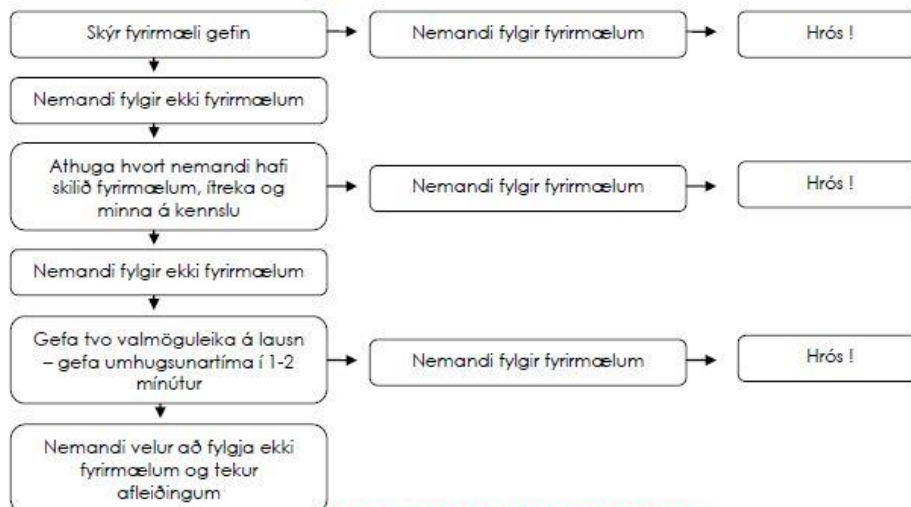 Skýr fyrirmæli gefin
Nemandi fylgir fyrirmælum
Hrós !
Nemandi fylgir ekki fyrirmælum
Athuga hvort nemandi hafi
skilið fyrirmælum, ítreka og
minna á kennslu
Nemandi fylgir fyrirmælum
Hrós !
Nemandi fylgir ekki fyrirmælum
Gefa tvo valmöguleika á lausn
– gefa umhugsunartíma í 1-2
mínútur
Nemandi fylgir fyrirmælum
Hrós !
Nemandi velur að fylgja ekki
fyrirmælum og tekur
afleiðingum